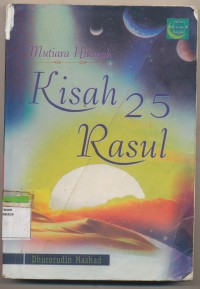 Mutiara Hikmah
Kisah 25
Rasul
Dhurorudin Mashad